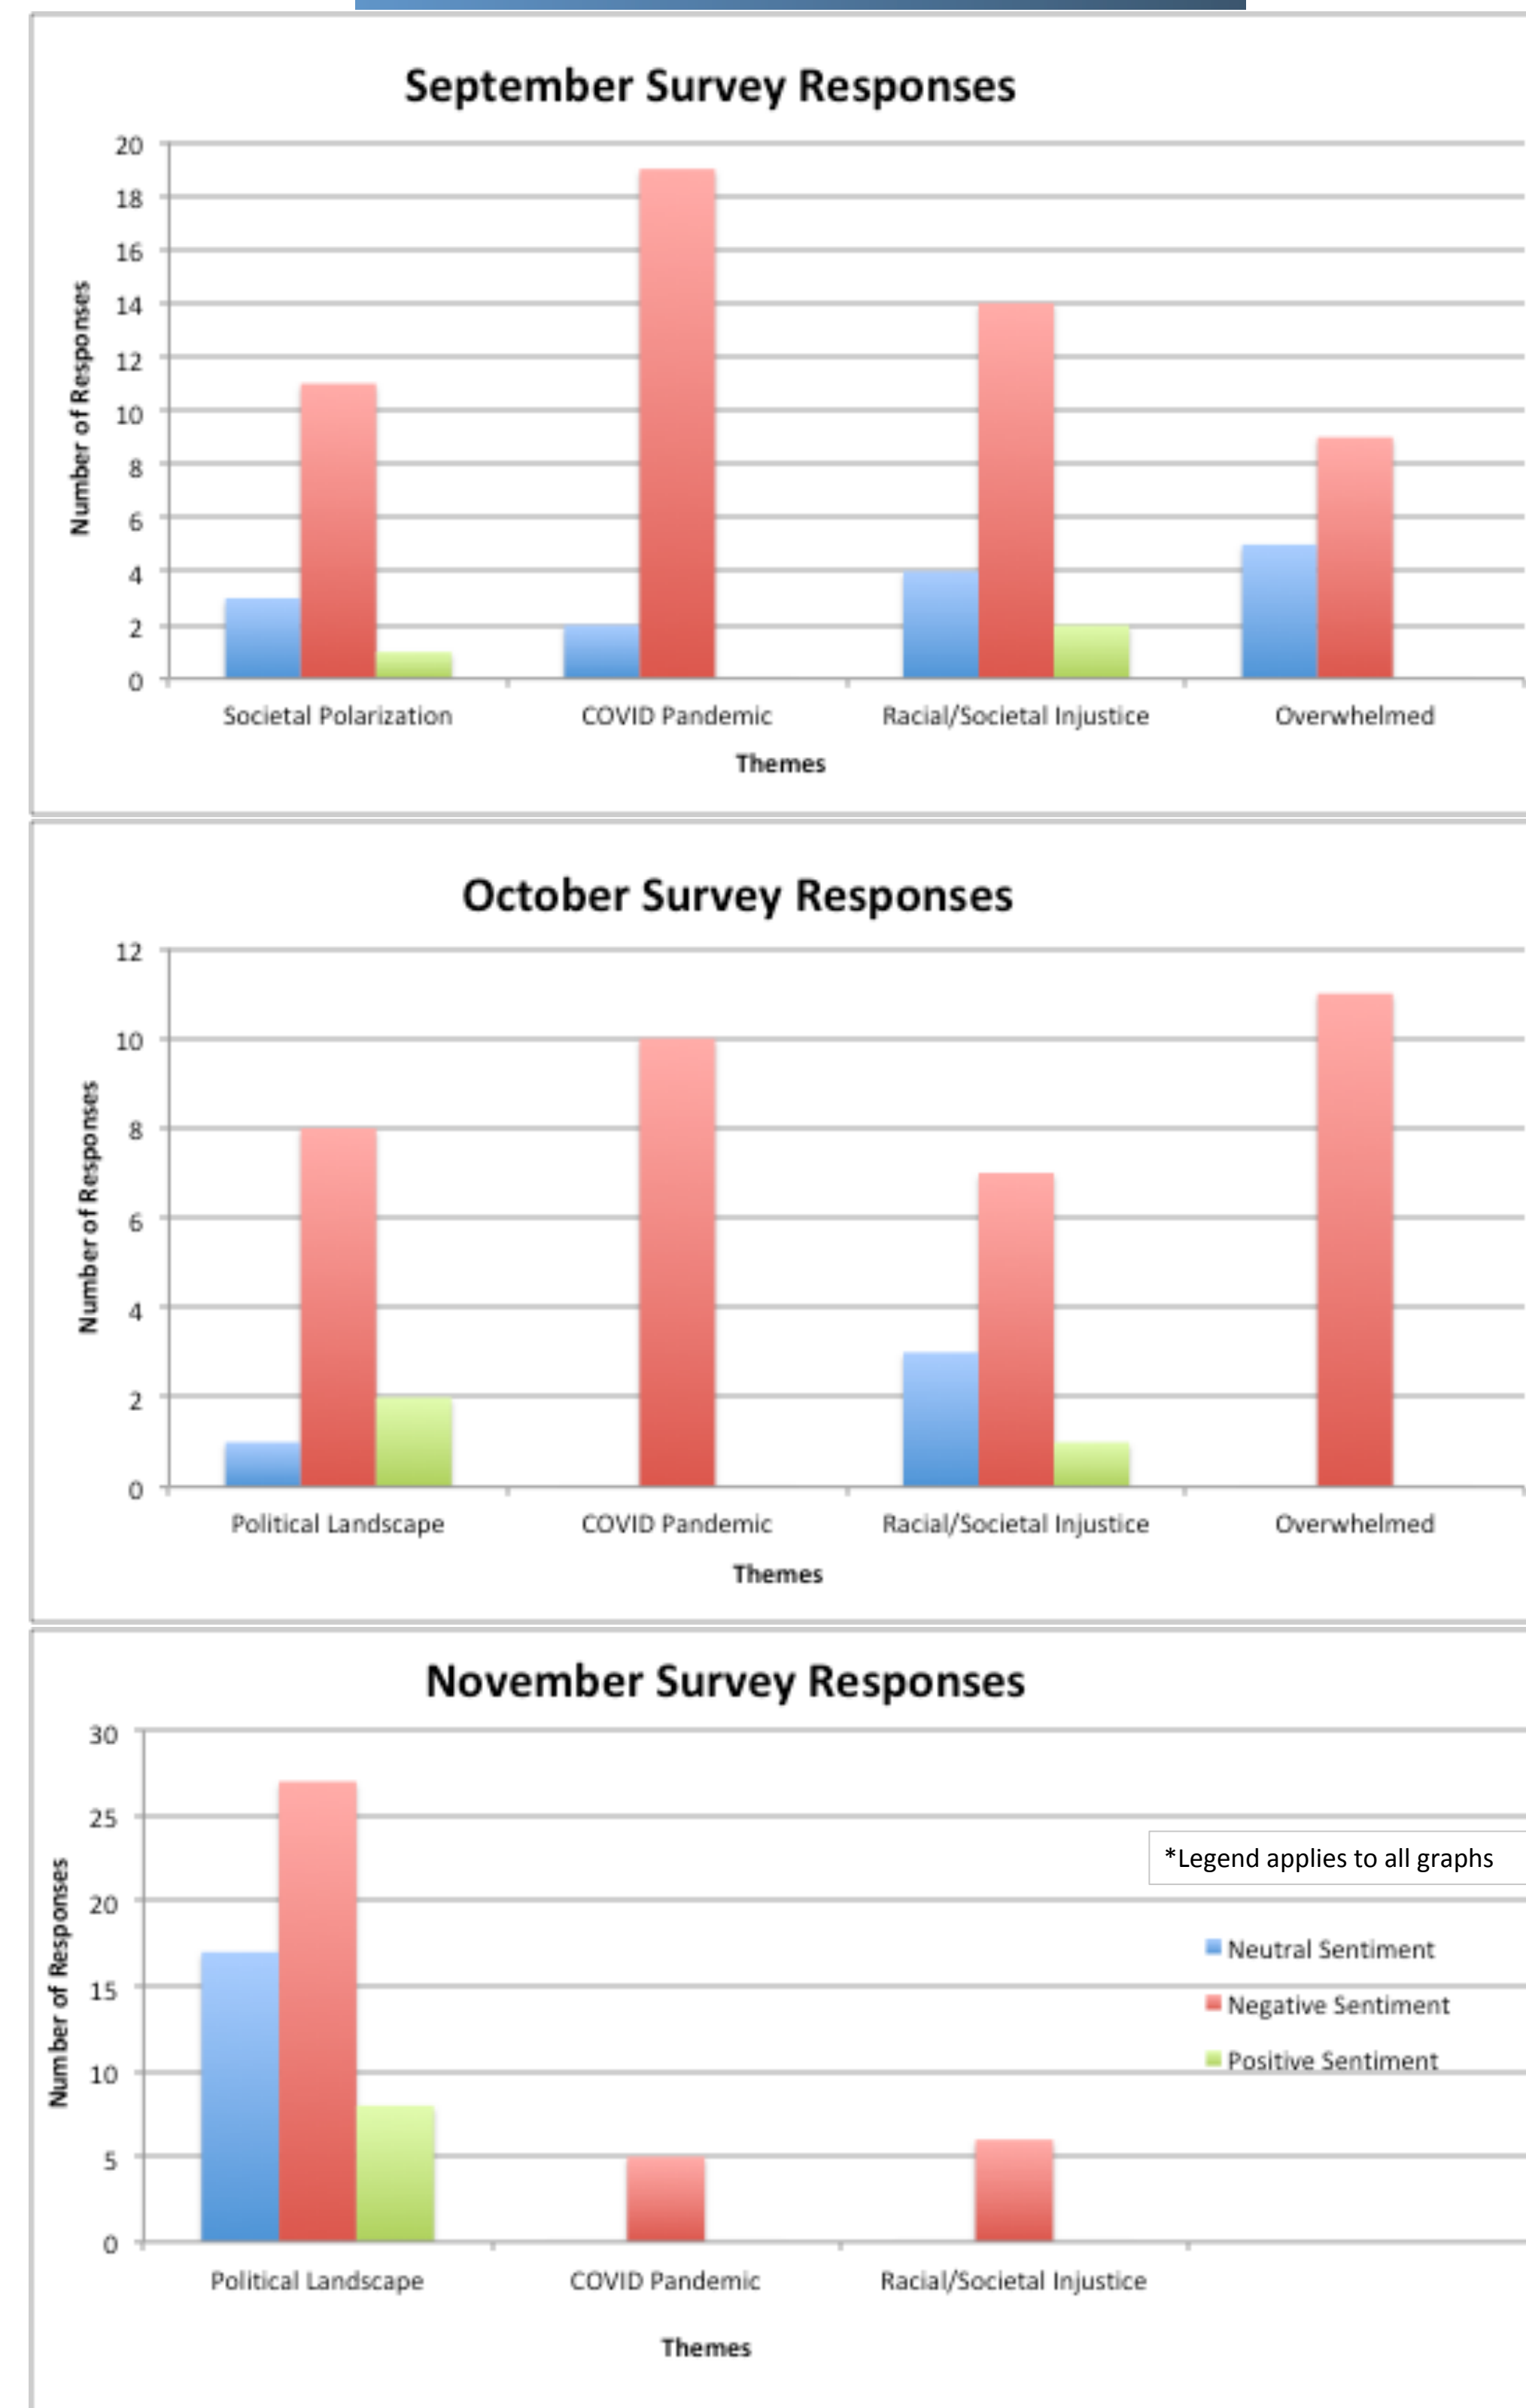 September Survey Responses
20
18
16
14
12
10
8
6
4
2
0
Number of Responses
Societal Polarization COVID Pandemic Racial/Societal Injustice Overwhelmed
Themes
October Survey Responses
12
10
8
6
4
2
0
Number of Responses
Political Landscape COVID Pandemic Racial/Societal Injustice Overwhelmed
Themes
November Survey Responses
30
25
20
15
10
5
0
Number of Responses
*Legend applies to all graphs
Neutral Sentiment
Negative Sentiment
Positive Sentiment
Political Landscape COVID Pandemic Racial/Societal Injustice
Themes